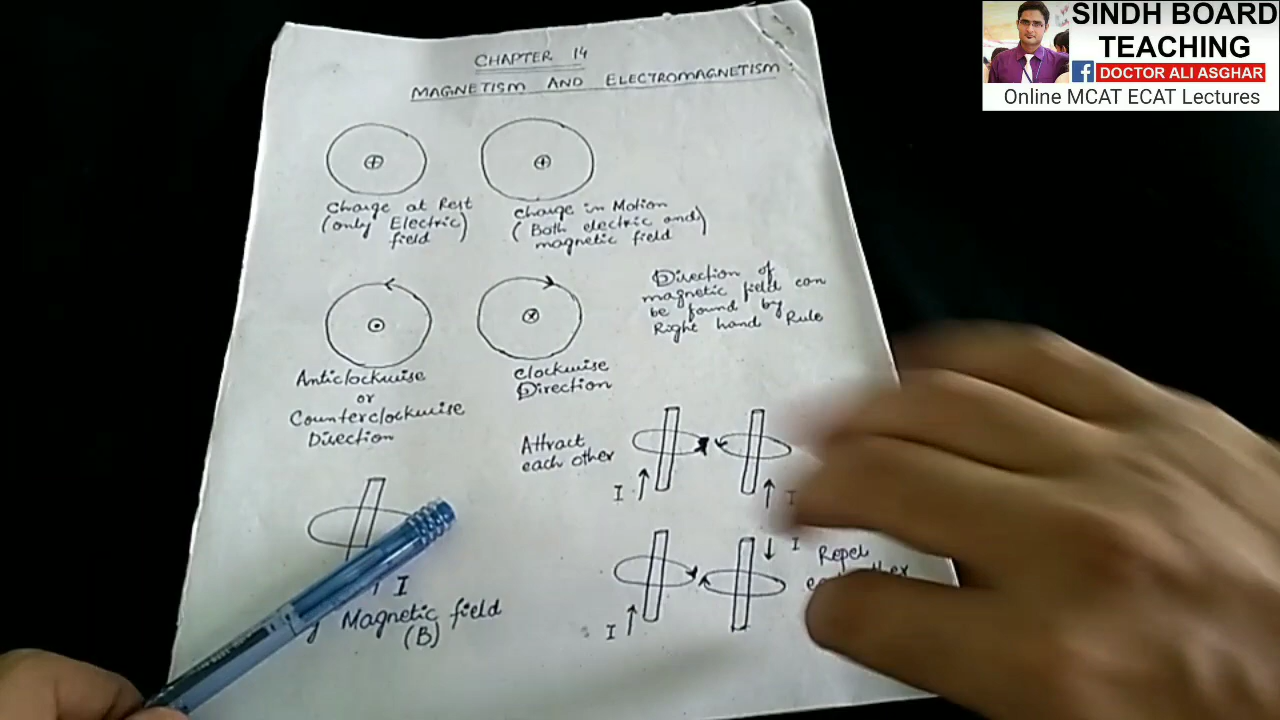 SINDH BOARD
TEACHING
DOCTOR ALI ASGHAR
Online MCAT ECAT Lectures
CHAPTER 14
MAGNETISM AND ELECTROMAGNETISM:
Charge at Rest
(only Electric
field)
Charge in Motion
(Both electric and
magnetic field)
Direction of
magnetic field can
be found by
Right hand Rule
Anticlockwise
or
Counterclockwise
Direction
Clockwise
Direction
Attract
each other
I
I
I
Magnetic field
(B)
I
I
Repel
other